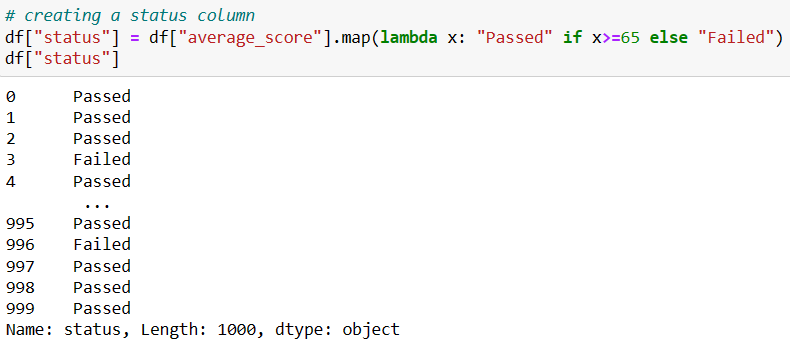 # creating a status column
df["status"] = df["average_score"].map(lambda x: "Passed" if x>=65 else "Failed")
df["status"]
0      Passed
1      Passed
2      Passed
3      Failed
4      Passed
        ...
995    Passed
996    Failed
997    Passed
998    Passed
999    Passed
Name: status, Length: 1000, dtype: object